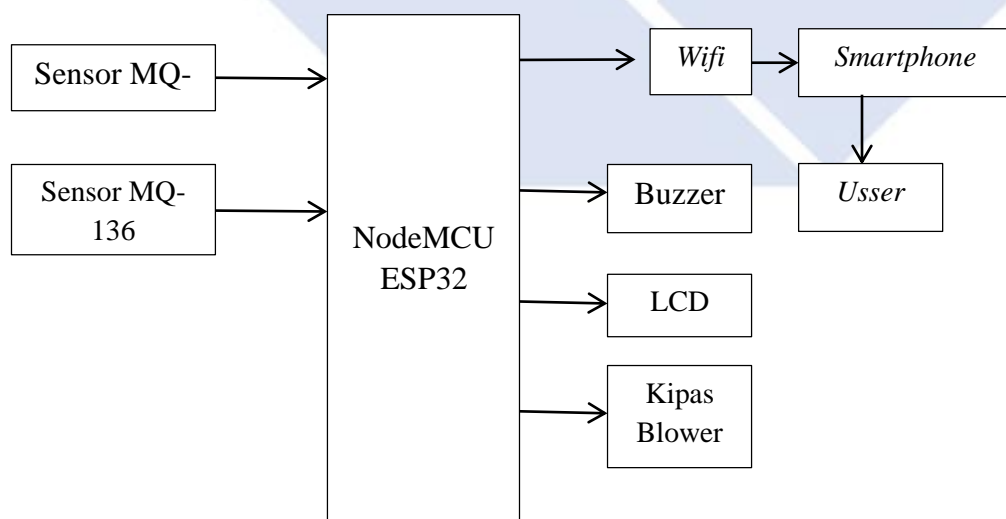 Sensor MQ-
Sensor MQ-
136
NodeMCU
ESP32
Wifi
Smartphone
Usser
Buzzer
LCD
Kipas
Blower